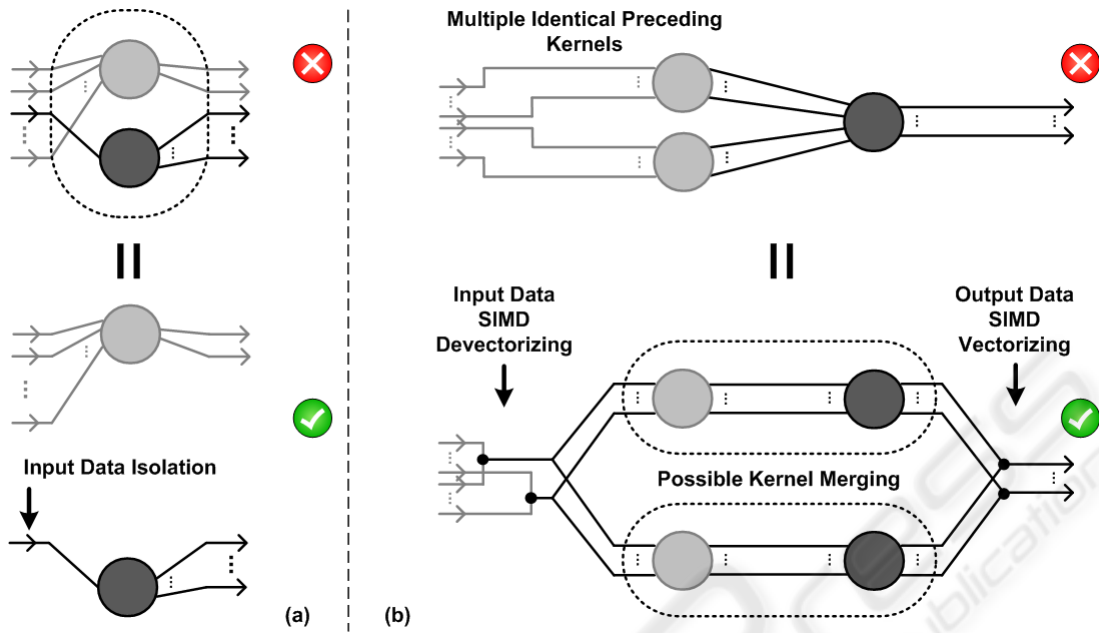 Multiple Identical Preceding
Kernels
Input Data
SIMD
Devectorizing
Output Data
SIMD
Vectorizing
Input Data Isolation
Possible Kernel Merging
(a)
(b)